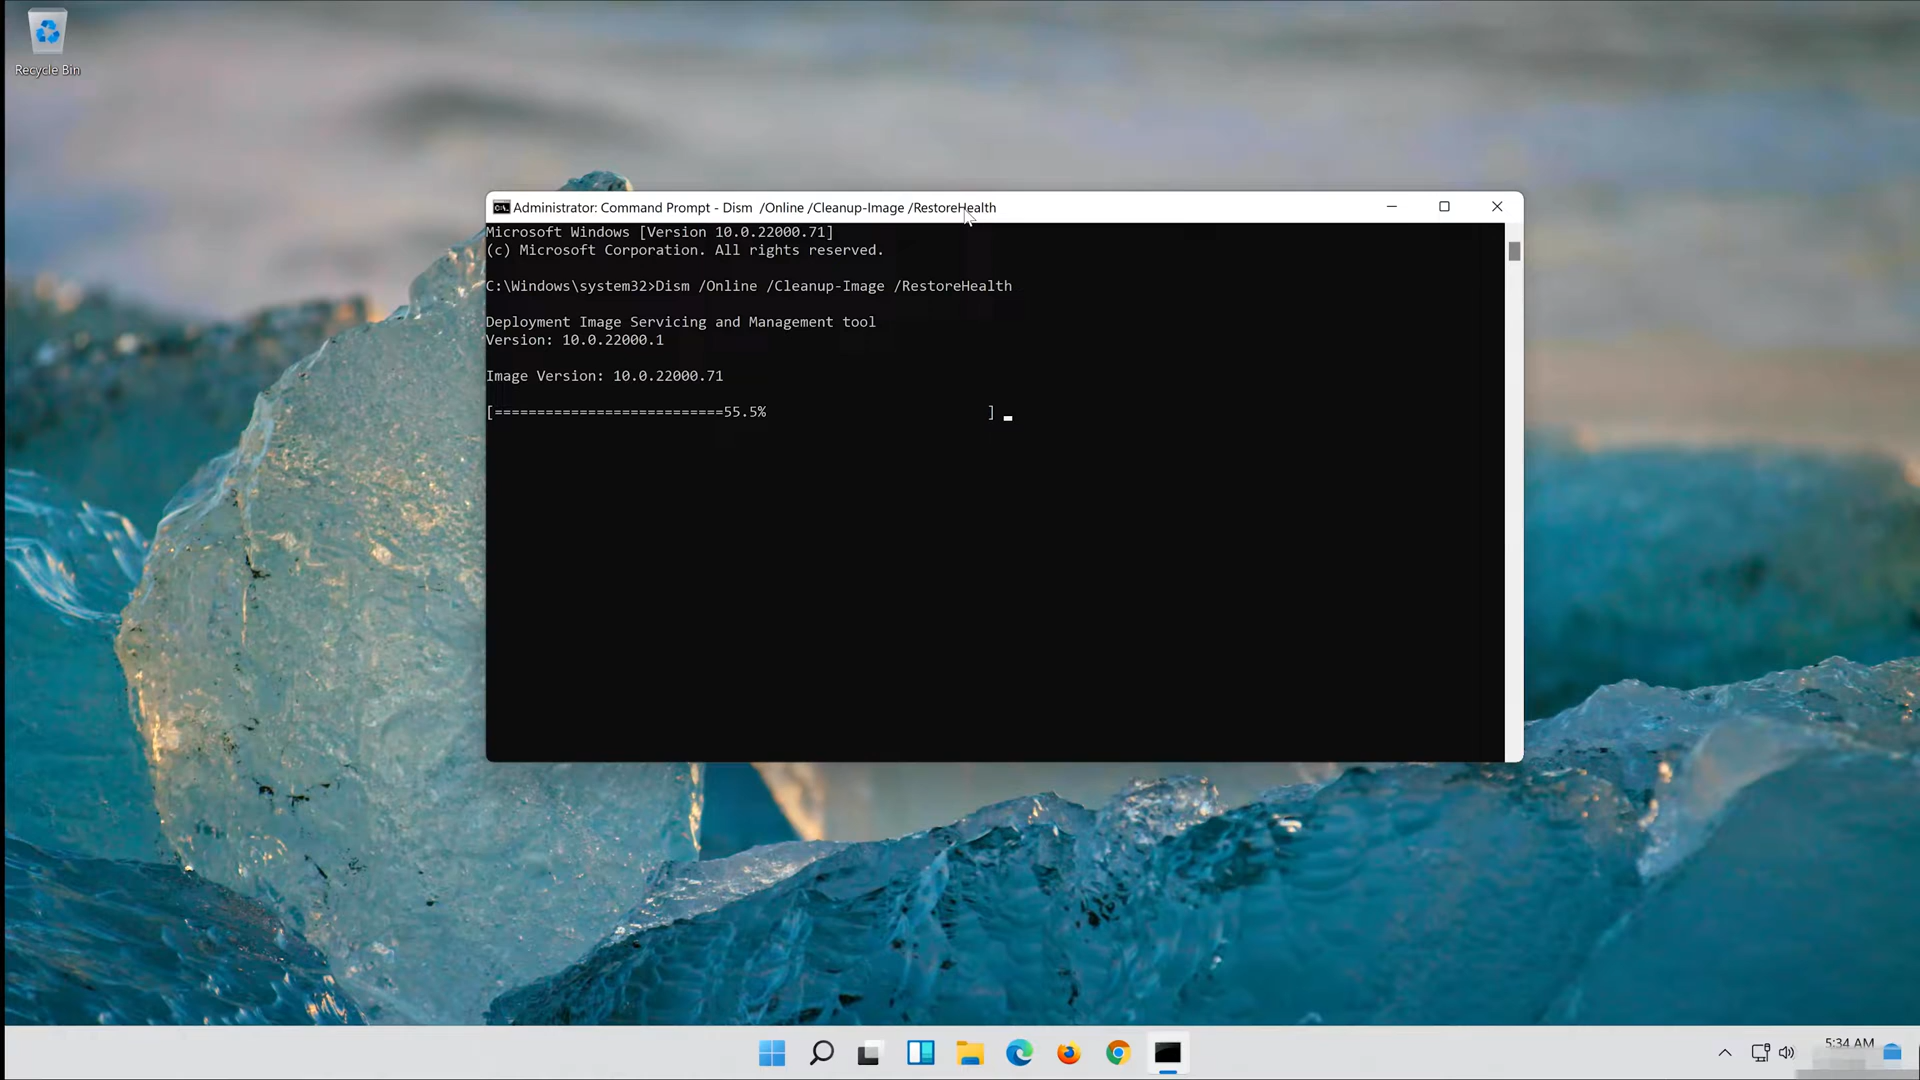 Recycle Bin
Administrator: Command Prompt - Dism  /Online /Cleanup-Image /RestoreHealth
Microsoft Windows [Version 10.0.22000.71]
(c) Microsoft Corporation. All rights reserved.
C:\Windows\system32>Dism /Online /Cleanup-Image /RestoreHealth
Deployment Image Servicing and Management tool
Version: 10.0.22000.1
Image Version: 10.0.22000.71
[===========================55.5%                          ]
5:34 AM